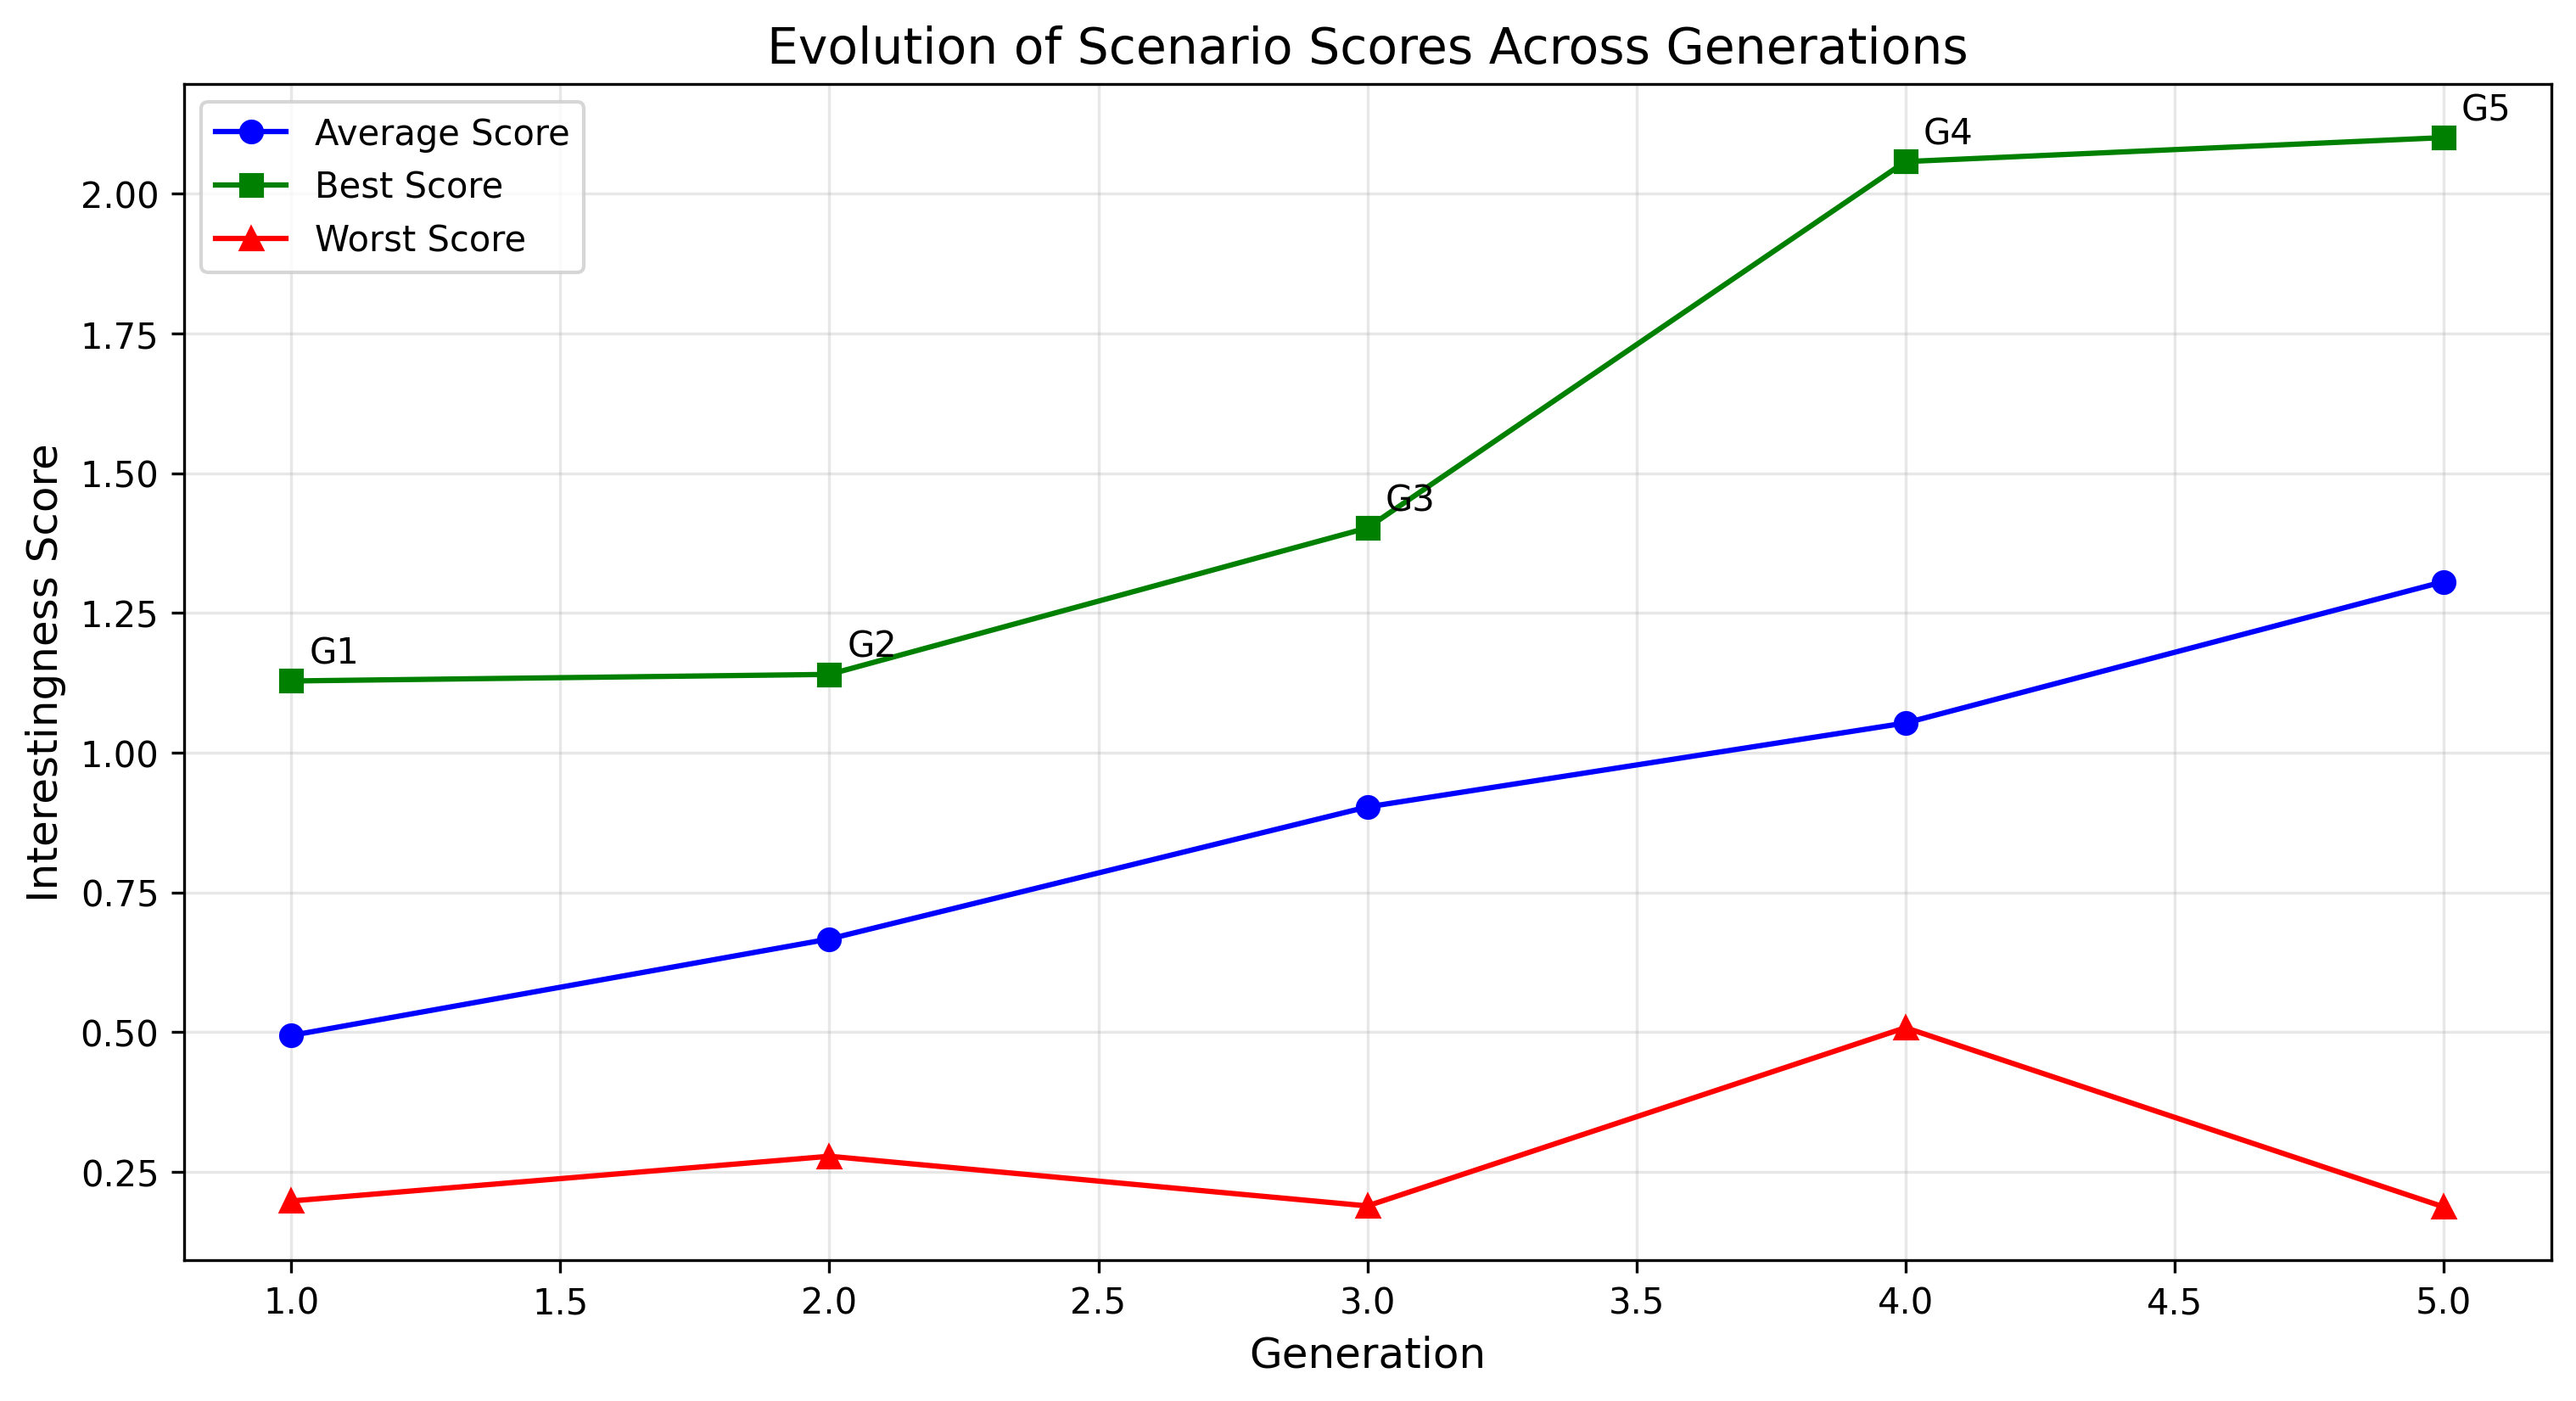 Evolution of Scenario Scores Across Generations
Average Score
Best Score
Worst Score
Interestingness Score
2.00
1.75
1.50
1.25
1.00
0.75
0.50
0.25
G1
G2
G3
G4
G5
1.0 1.5 2.0 2.5 3.0 3.5 4.0 4.5 5.0
Generation